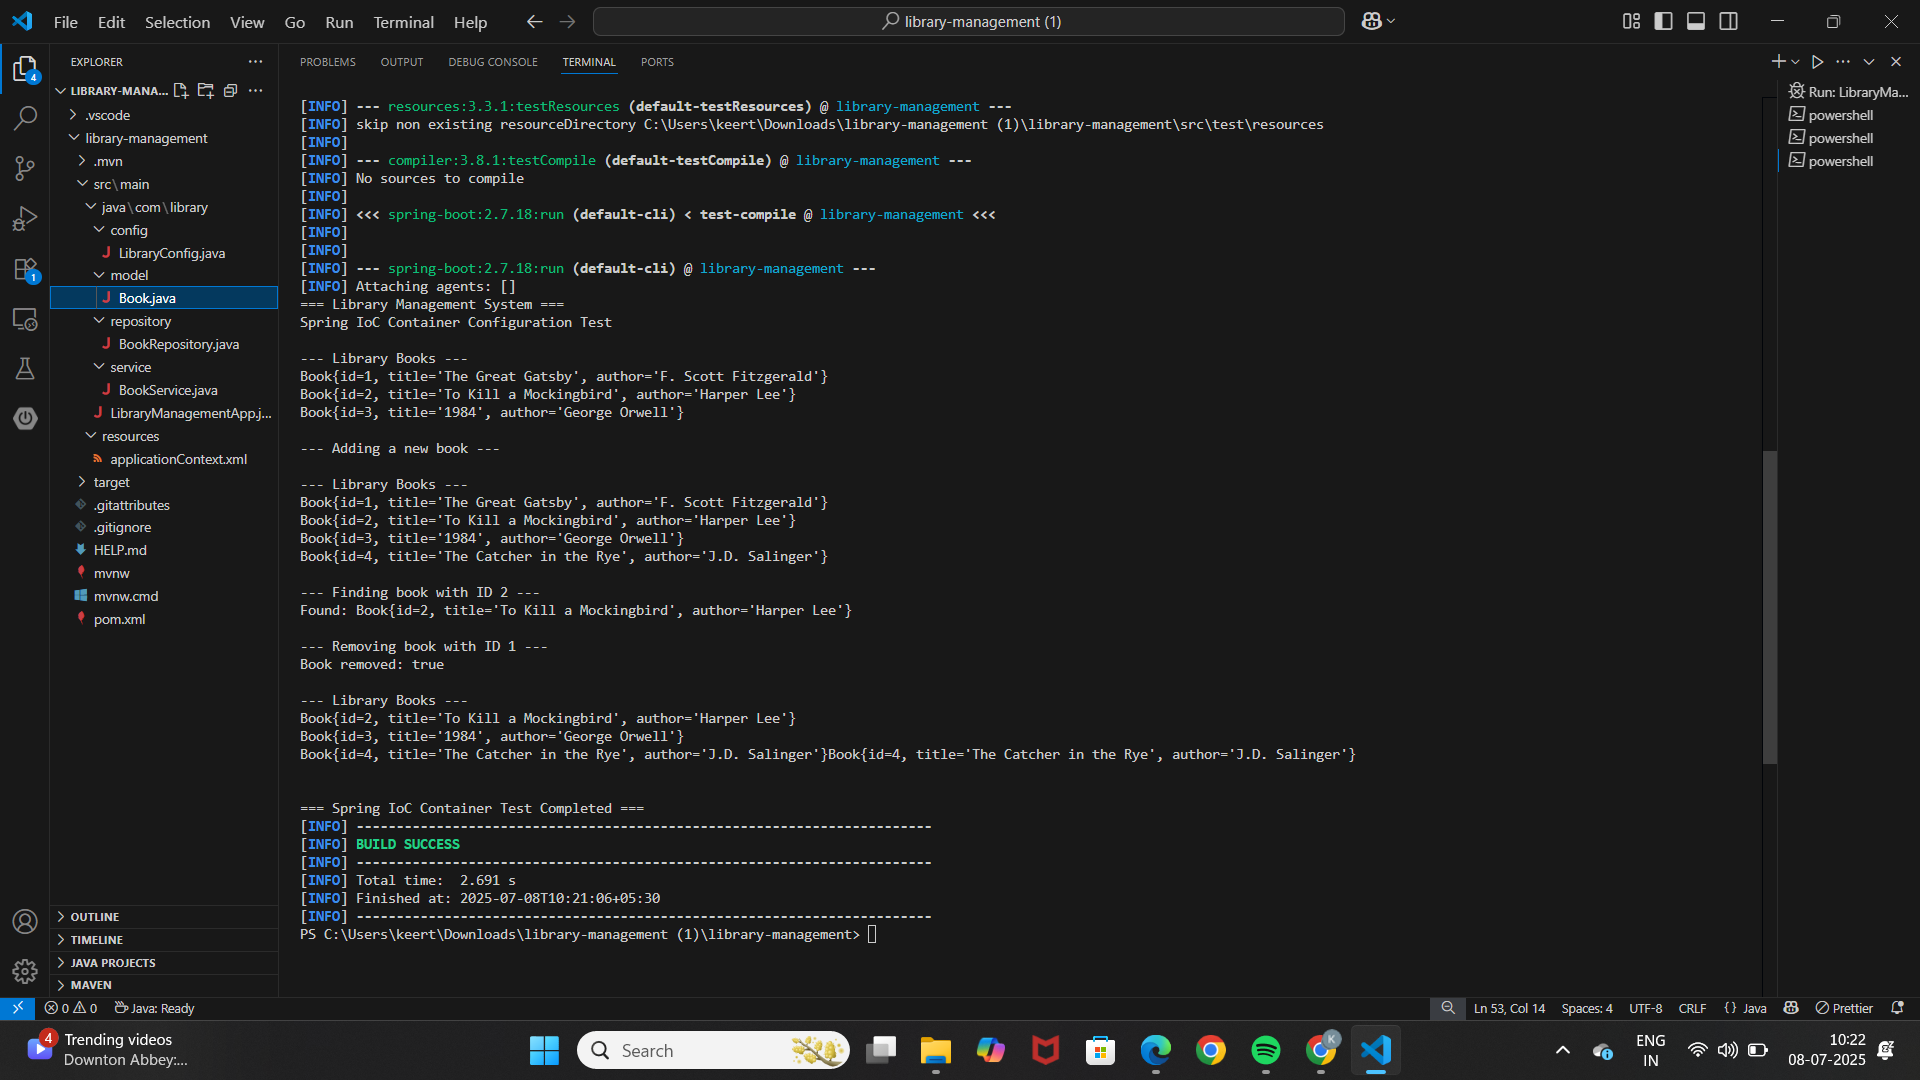 File Edit Selection View Go Run Terminal Help
library-management (1)
EXPLORER
LIBRARY-MANA...
.vscode
library-management
.mvn
src\main
java\com\library
config
LibraryConfig.java
model
Book.java
repository
BookRepository.java
service
BookService.java
LibraryManagementApp.j...
resources
applicationContext.xml
target
.gitattributes
.gitignore
HELP.md
mvnw
mvnw.cmd
pom.xml
OUTLINE
TIMELINE
JAVA PROJECTS
MAVEN
4
1
PROBLEMS OUTPUT DEBUG CONSOLE TERMINAL PORTS
[INFO] --- resources:3.3.1:testResources (default-testResources) @ library-management ---
[INFO] skip non existing resourceDirectory C:\Users\keert\Downloads\library-management (1)\library-management\src\test\resources
[INFO]
[INFO] --- compiler:3.8.1:testCompile (default-testCompile) @ library-management ---
[INFO] No sources to compile
[INFO]
[INFO] <<< spring-boot:2.7.18:run (default-cli) < test-compile @ library-management <<<
[INFO]
[INFO]
[INFO] --- spring-boot:2.7.18:run (default-cli) @ library-management ---
[INFO] Attaching agents: []
=== Library Management System ===
Spring IoC Container Configuration Test
--- Library Books ---
Book{id=1, title='The Great Gatsby', author='F. Scott Fitzgerald'}
Book{id=2, title='To Kill a Mockingbird', author='Harper Lee'}
Book{id=3, title='1984', author='George Orwell'}
--- Adding a new book ---
--- Library Books ---
Book{id=1, title='The Great Gatsby', author='F. Scott Fitzgerald'}
Book{id=2, title='To Kill a Mockingbird', author='Harper Lee'}
Book{id=3, title='1984', author='George Orwell'}
Book{id=4, title='The Catcher in the Rye', author='J.D. Salinger'}
--- Finding book with ID 2 ---
Found: Book{id=2, title='To Kill a Mockingbird', author='Harper Lee'}
--- Removing book with ID 1 ---
Book removed: true
--- Library Books ---
Book{id=2, title='To Kill a Mockingbird', author='Harper Lee'}
Book{id=3, title='1984', author='George Orwell'}
Book{id=4, title='The Catcher in the Rye', author='J.D. Salinger'}Book{id=4, title='The Catcher in the Rye', author='J.D. Salinger'}
=== Spring IoC Container Test Completed ===
[INFO] ------------------------------------------------------------------------
[INFO] BUILD SUCCESS
[INFO] ------------------------------------------------------------------------
[INFO] Total time:  2.691 s
[INFO] Finished at: 2025-07-08T10:21:06+05:30
[INFO] ------------------------------------------------------------------------
PS C:\Users\keert\Downloads\library-management (1)\library-management>
Run: LibraryMa...
powershell
powershell
powershell
0 0 Java: Ready
Ln 53, Col 14 Spaces: 4 UTF-8 CRLF {} Java Prettier
4
Trending videos
Downton Abbey:...
Search
K
ENG
IN
10:22
08-07-2025